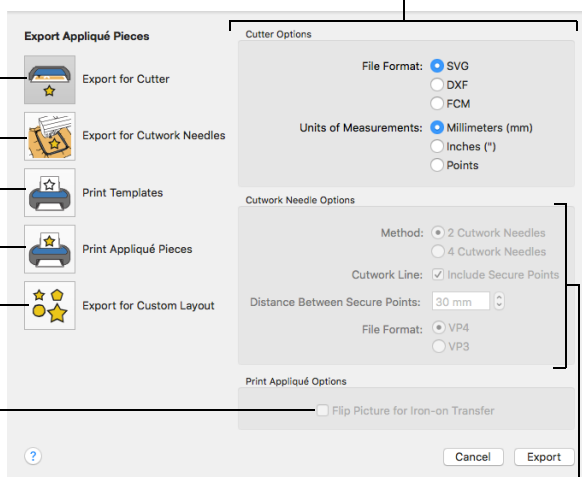 Export Appliqué Pieces
Export for Cutter
Export for Cutwork Needles
Print Templates
Print Appliqué Pieces
Export for Custom Layout
?
Cutter Options
File Format: SVG
DXF
FCM
Units of Measurements: Millimeters (mm)
Inches (")
Points
Cutwork Needle Options
Method: 2 Cutwork Needles
4 Cutwork Needles
Cutwork Line: Include Secure Points
Distance Between Secure Points: 30 mm
File Format: VP4
VP3
Print Appliqué Options
Flip Picture for Iron-on Transfer
Cancel Export